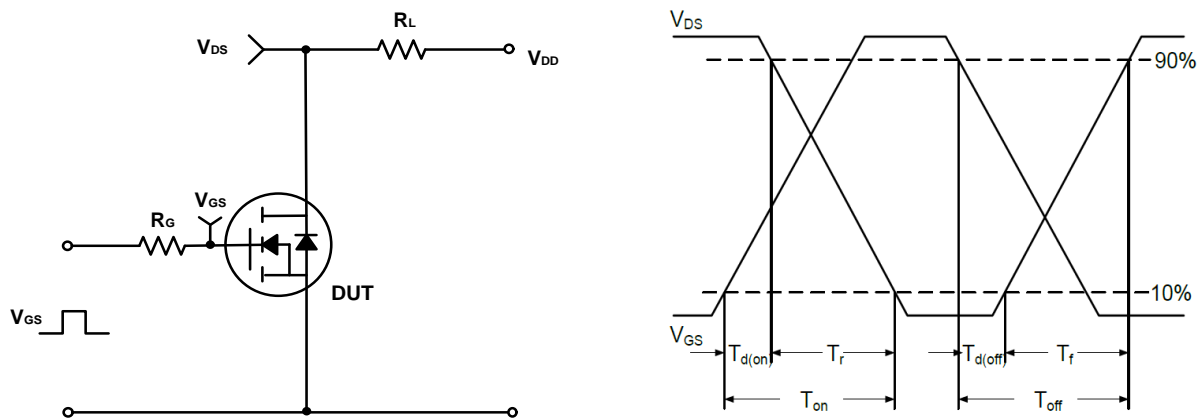 RL
VDS
VDD
VGS
RG
DUT
VGS
VDS
90%
10%
VGS
Td(on)
Tr
Td(off)
Tf
Ton
Toff